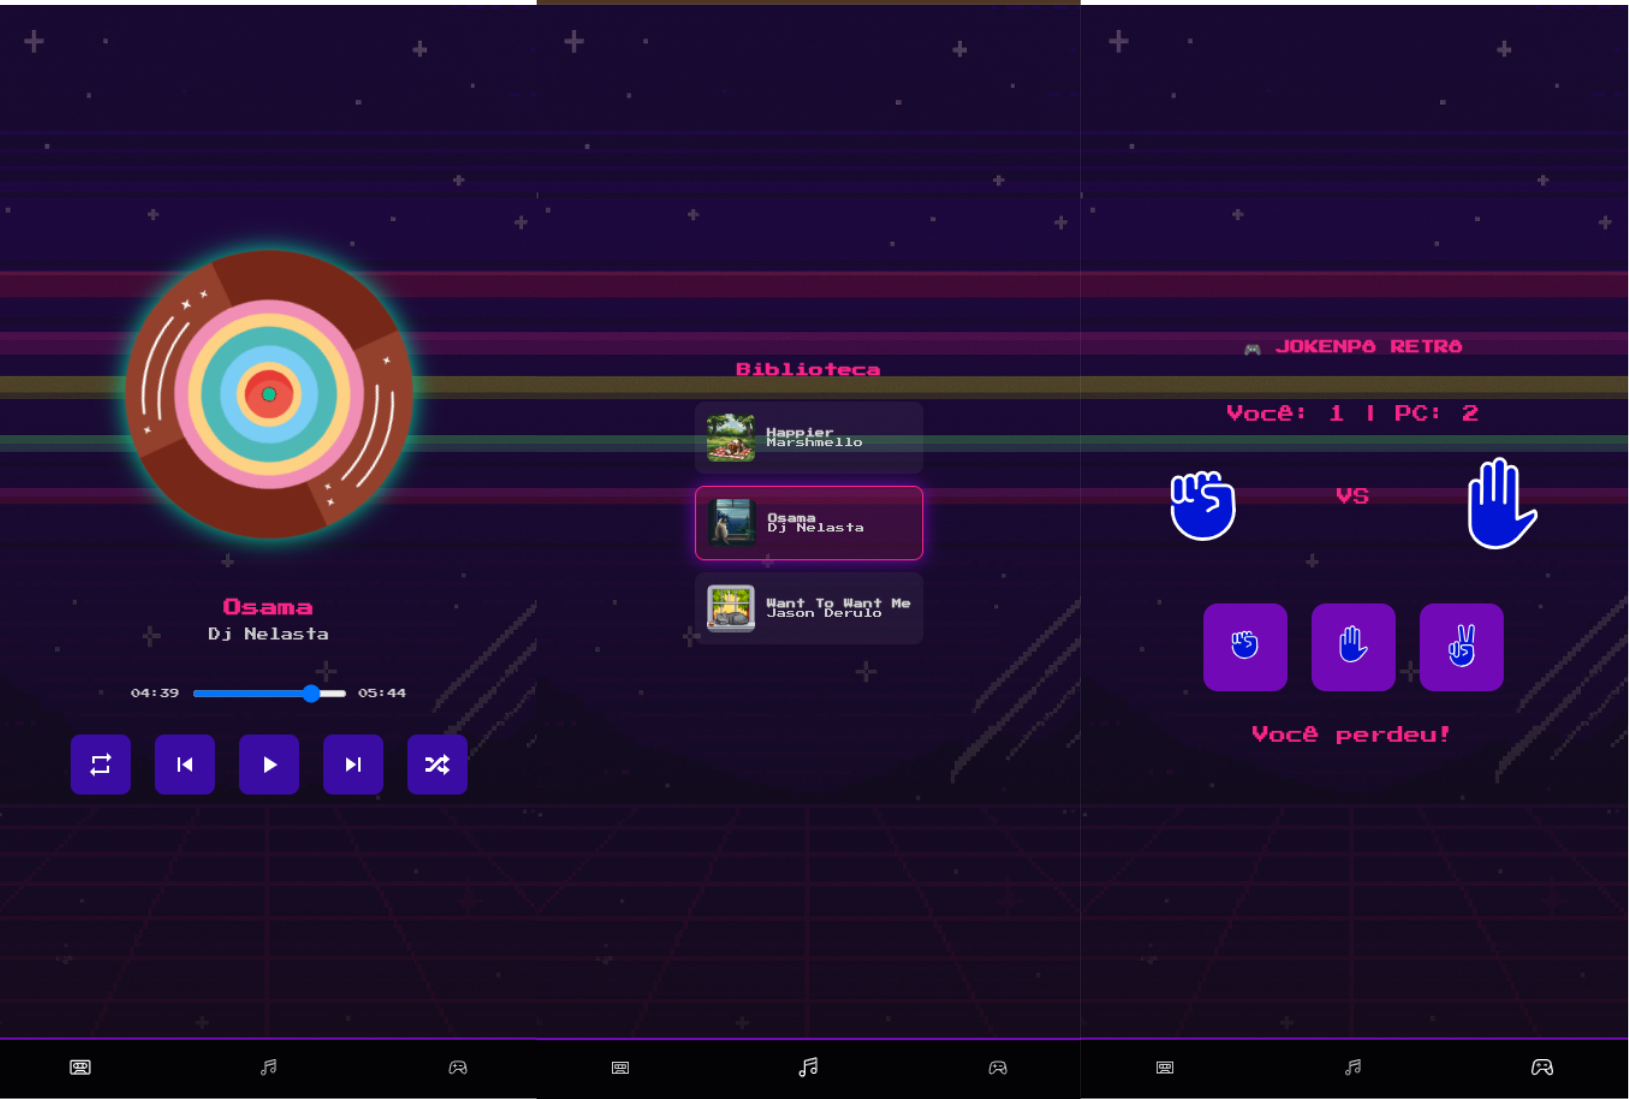 Osama
Dj Nelasta
04:39
05:44
Biblioteca
Happier
Marshmello
Osama
Dj Nelasta
Want To Want Me
Jason Derulo
🎮 JOKENPÔ RETRÔ
Você: 1 | PC: 2
VS
Você perdeu!